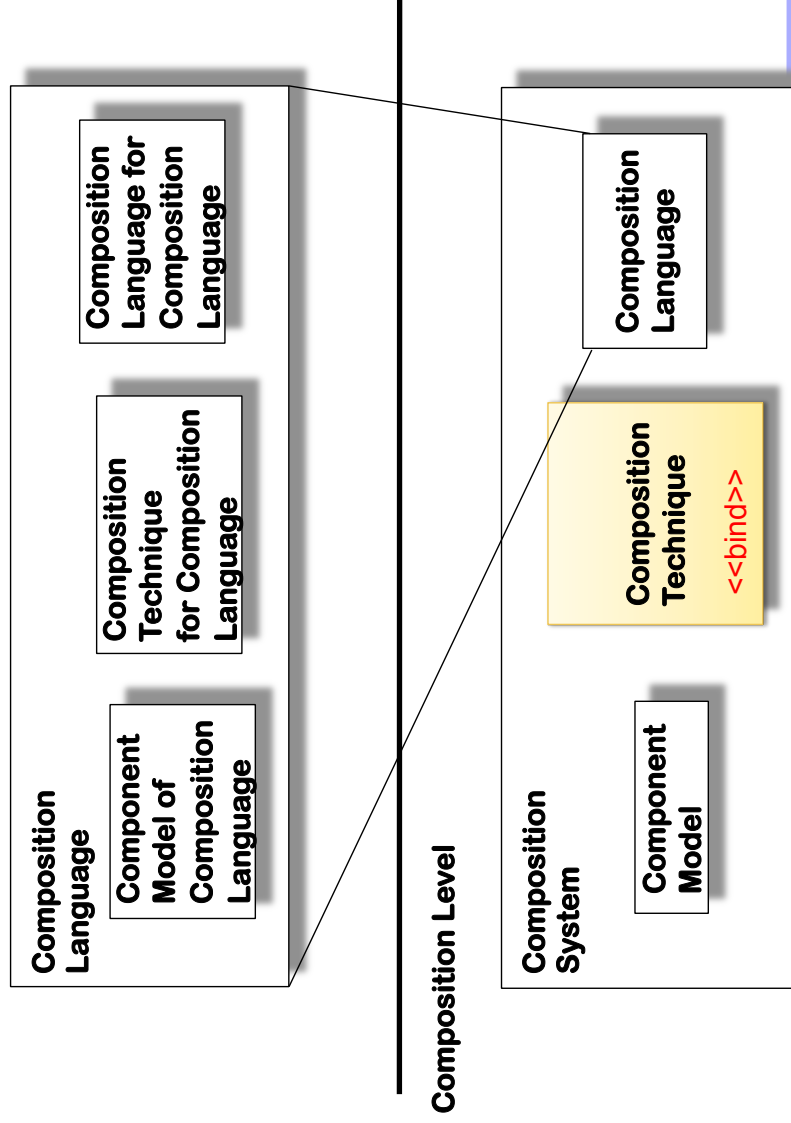 Composition
Language
Component
Model of
Composition
Language
Composition
Technique
for Composition
Language
Composition
Language for
Composition
Language
Composition Level
Composition
System
Component
Model
Composition
Technique
<<bind>>
Composition
Language